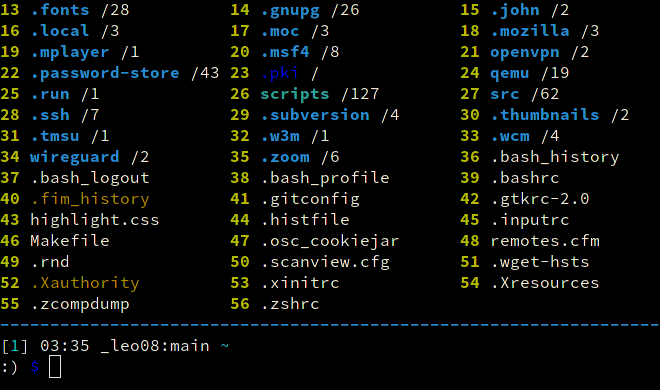 13 .fonts /28 14 .gnupg /26 15 .john /2
16 .local /3 17 .moc /3 18 .mozilla /3
19 .mplayer /1 20 .msf4 /8 21 openvpn /2
22 .password-store /43 23 .pki / 24 qemu /19
25 .run /1 26 scripts /127 27 src /62
28 .ssh /7 29 .subversion /4 30 .thumbnails /2
31 .tmsu /1 32 .w3m /1 33 .wcm /4
34 wireguard /2 35 .zoom /6 36 .bash_history
37 .bash_logout 38 .bash_profile 39 .bashrc
40 .fim_history 41 .gitconfig 42 .gtkrc-2.0
43 highlight.css 44 .histfile 45 .inputrc
46 Makefile 47 .osc_cookiejar 48 remotes.cfm
49 .rnd 50 .scanview.cfg 51 .wget-hsts
52 .Xauthority 53 .xinitrc 54 .Xresources
55 .zcompdump 56 .zshrc
------------------------------------------------------------------
[1] 03:35 _leo08:main ~
:) $